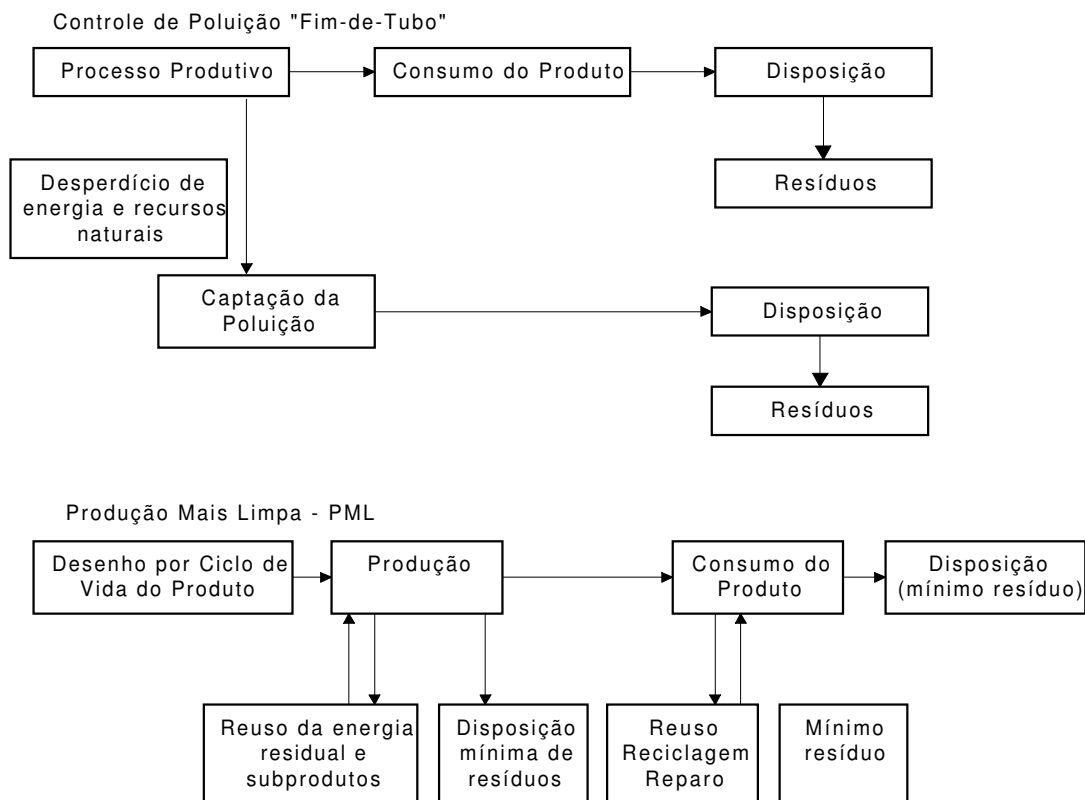 Controle de Poluição "Fim-de-Tubo"
Processo Produtivo
Consumo do Produto
Disposição
Desperdício de
energia e recursos
naturais
Resíduos
Captação da
Poluição
Disposição
Resíduos
Produção Mais Limpa - PML
Desenho por Ciclo de
Vida do Produto
Produção
Consumo do
Produto
Disposição
(mínimo resíduo)
Reuso da energia
residual e
subprodutos
Disposição
mínima de
resíduos
Reuso
Reciclagem
Reparo
Mínimo
resíduo